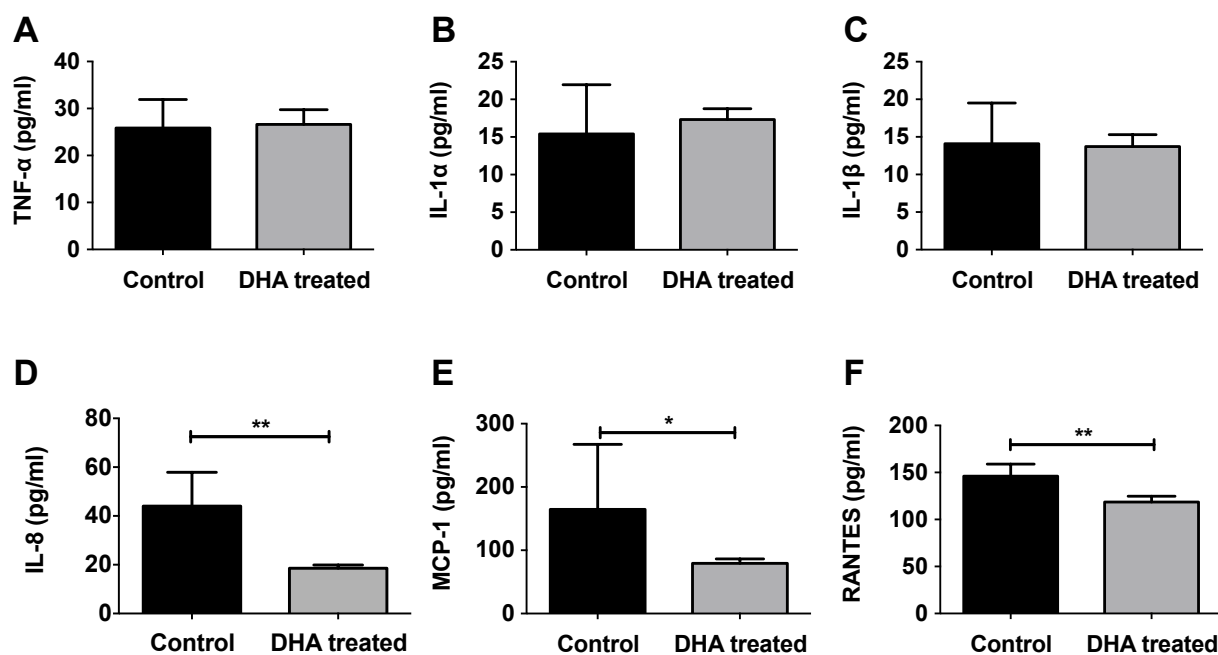 A
TNF-α (pg/ml)
40
30
20
10
0
Control
DHA treated
B
IL-1α (pg/ml)
25
20
15
10
5
0
Control
DHA treated
C
IL-1β (pg/ml)
25
20
15
10
5
0
Control
DHA treated
D
IL-8 (pg/ml)
80
60
40
20
0
**
Control
DHA treated
E
MCP-1 (pg/ml)
300
200
100
0
*
Control
DHA treated
F
RANTES (pg/ml)
200
150
100
50
0
**
Control
DHA treated